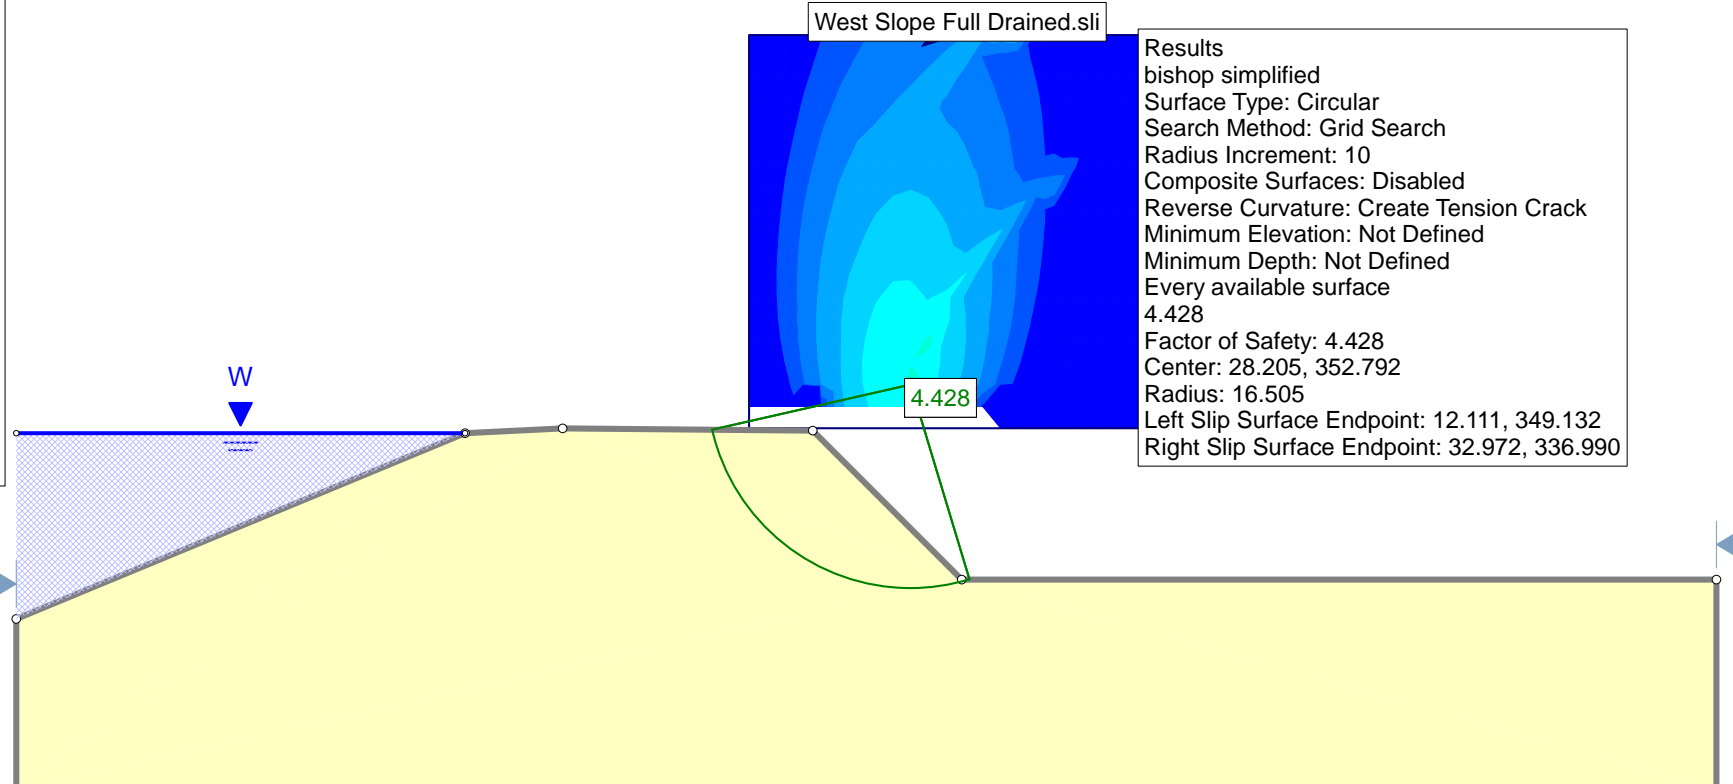 West Slope Full Drained.sli
Results
bishop simplified
Surface Type: Circular
Search Method: Grid Search
Radius Increment: 10
Composite Surfaces: Disabled
Reverse Curvature: Create Tension Crack
Minimum Elevation: Not Defined
Minimum Depth: Not Defined
Every available surface
4.428
Factor of Safety: 4.428
Center: 28.205, 352.792
Radius: 16.505
Left Slip Surface Endpoint: 12.111, 349.132
Right Slip Surface Endpoint: 32.972, 336.990
W
4.428